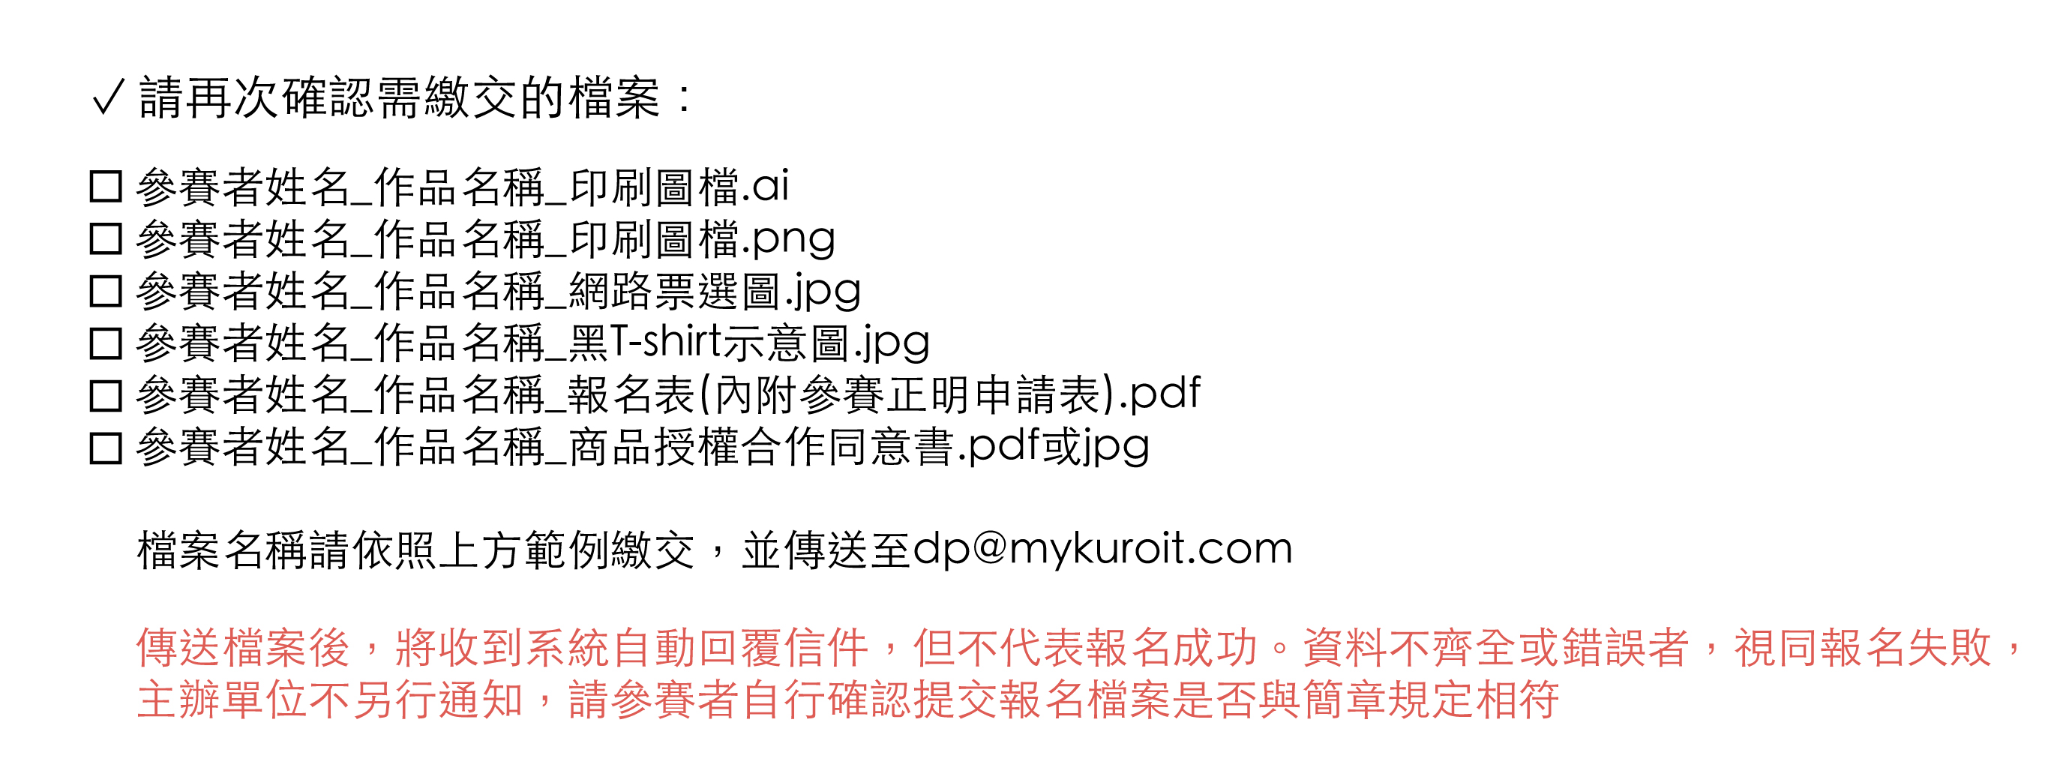 ✓ 請再次確認需繳交的檔案：
□ 參賽者姓名_作品名稱_印刷圖檔.ai
□ 參賽者姓名_作品名稱_印刷圖檔.png
□ 參賽者姓名_作品名稱_網路票選圖.jpg
□ 參賽者姓名_作品名稱_黑T-shirt示意圖.jpg
□ 參賽者姓名_作品名稱_報名表(內附參賽正明申請表).pdf
□ 參賽者姓名_作品名稱_商品授權合作同意書.pdf或jpg
檔案名稱請依照上方範例繳交，並傳送至dp@mykuroit.com
傳送檔案後，將收到系統自動回覆信件，但不代表報名成功。資料不齊全或錯誤者，視同報名失敗，
主辦單位不另行通知，請參賽者自行確認提交報名檔案是否與簡章規定相符